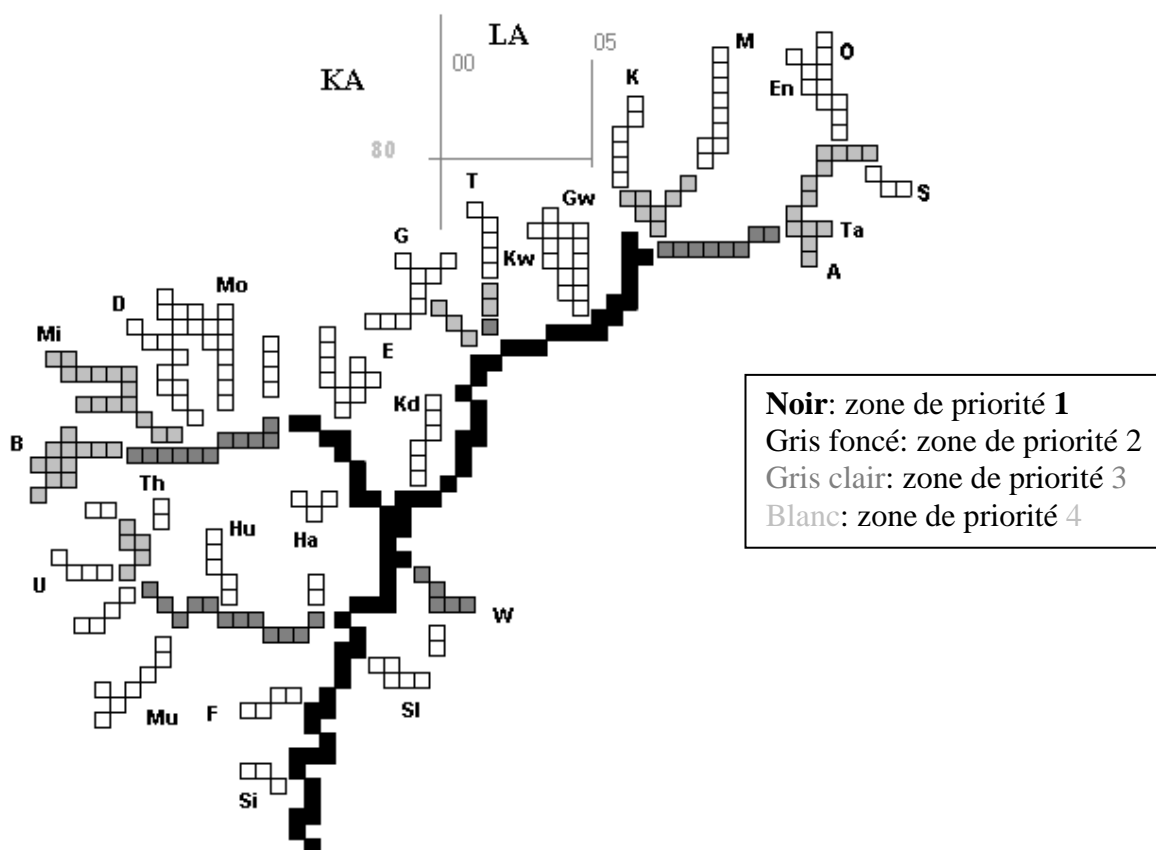 LA
05
M
O
00
K
KA
En
80
T
Gw
S
G
Ta
Kw
A
Mo
D
Mi
E
Kd
Noir: zone de priorité 1
Gris foncé: zone de priorité 2
Gris clair: zone de priorité 3
Blanc: zone de priorité 4
B
Th
Hu
Ha
U
W
Mu
F
Sl
Si